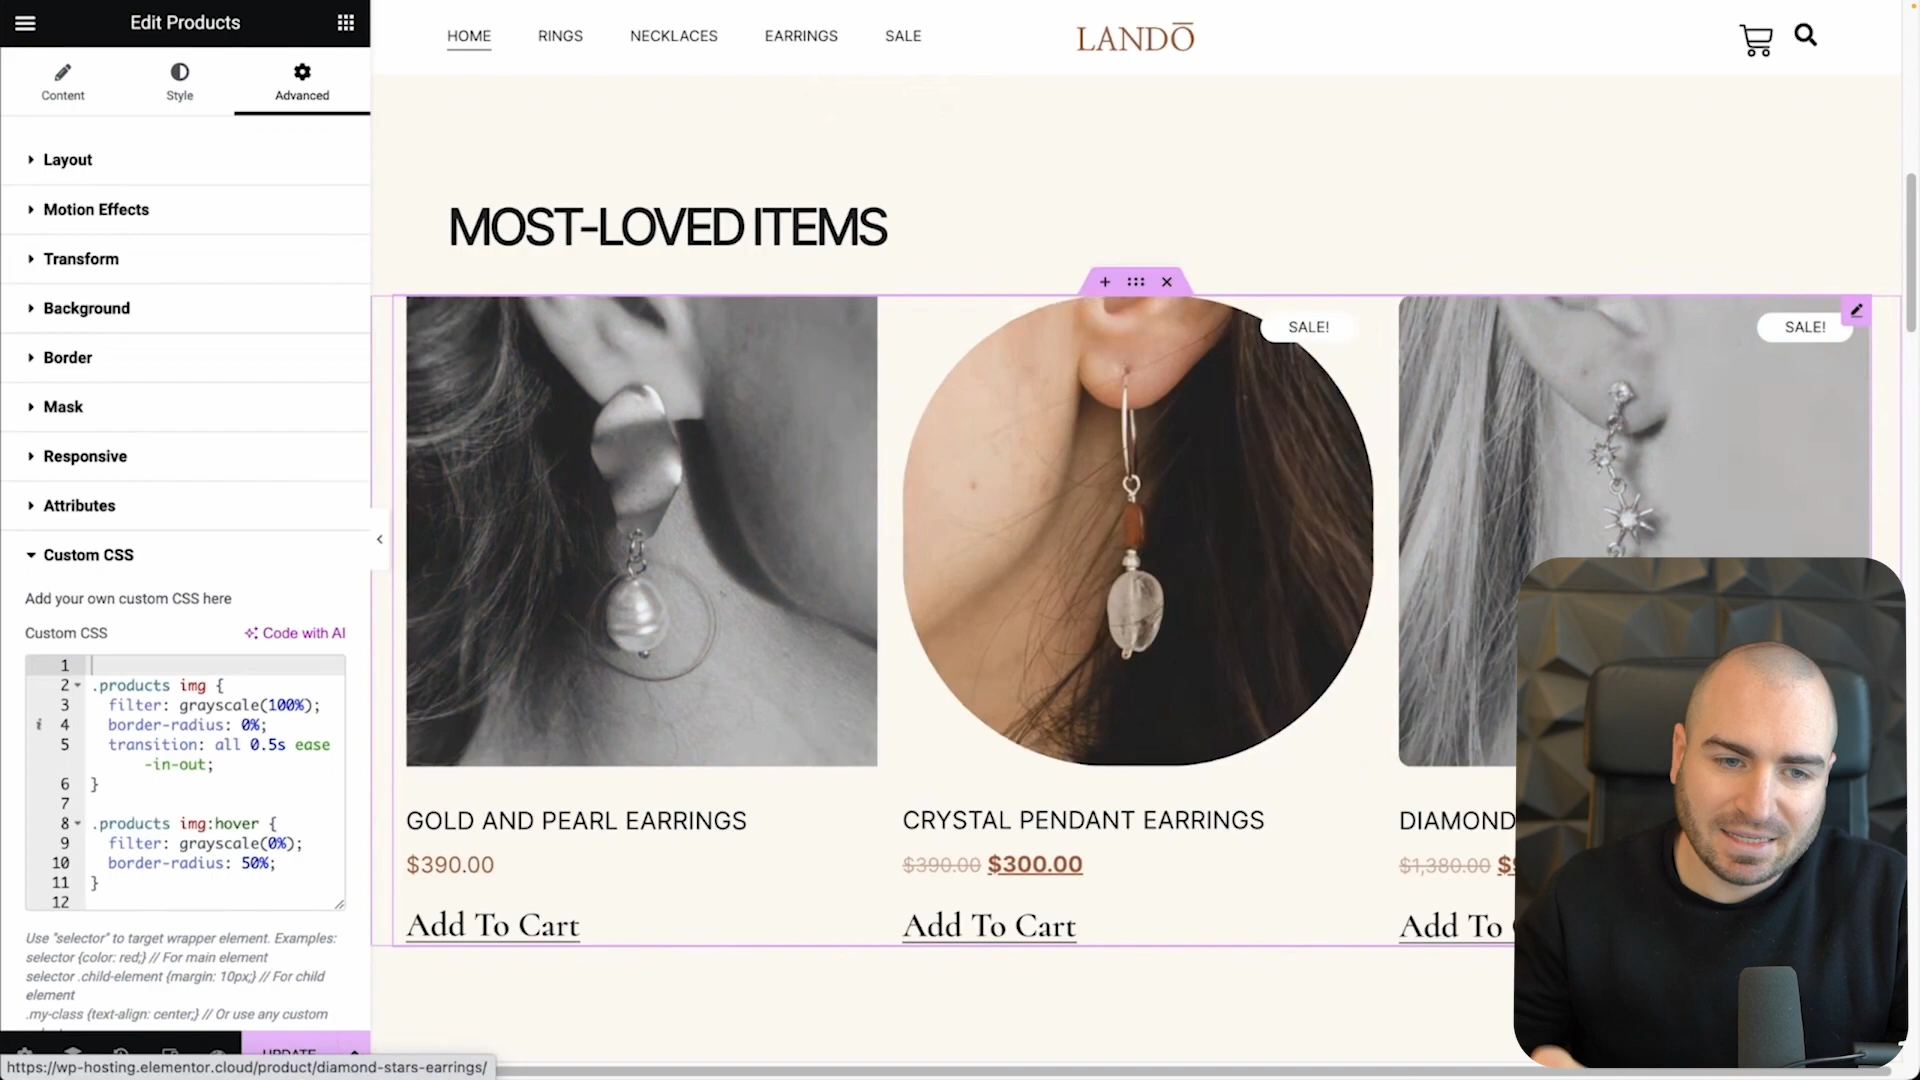 Edit Products
Content
Style
Advanced
Layout
Motion Effects
Transform
Background
Border
Mask
Responsive
Attributes
Custom CSS
Add your own custom CSS here
Custom CSS
Code with AI
1
2 .products img {
3 filter: grayscale(100%);
4 border-radius: 0%;
5 transition: all 0.5s ease
-in-out;
6 }
7
8 .products img:hover {
9 filter: grayscale(0%);
10 border-radius: 50%;
11 }
12
Use "selector" to target wrapper element. Examples:
selector {color: red;} // For main element
selector .child-element {margin: 10px;} // For child
element
.my-class {text-align: center;} // Or use any custom
UPDATE
https://wp-hosting.elementor.cloud/product/diamond-stars-earrings/
HOME
RINGS
NECKLACES
EARRINGS
SALE
LANDŌ
MOST-LOVED ITEMS
SALE!
SALE!
GOLD AND PEARL EARRINGS
$390.00
Add To Cart
CRYSTAL PENDANT EARRINGS
$390.00 $300.00
Add To Cart
DIAMOND
$1,380.00
Add To